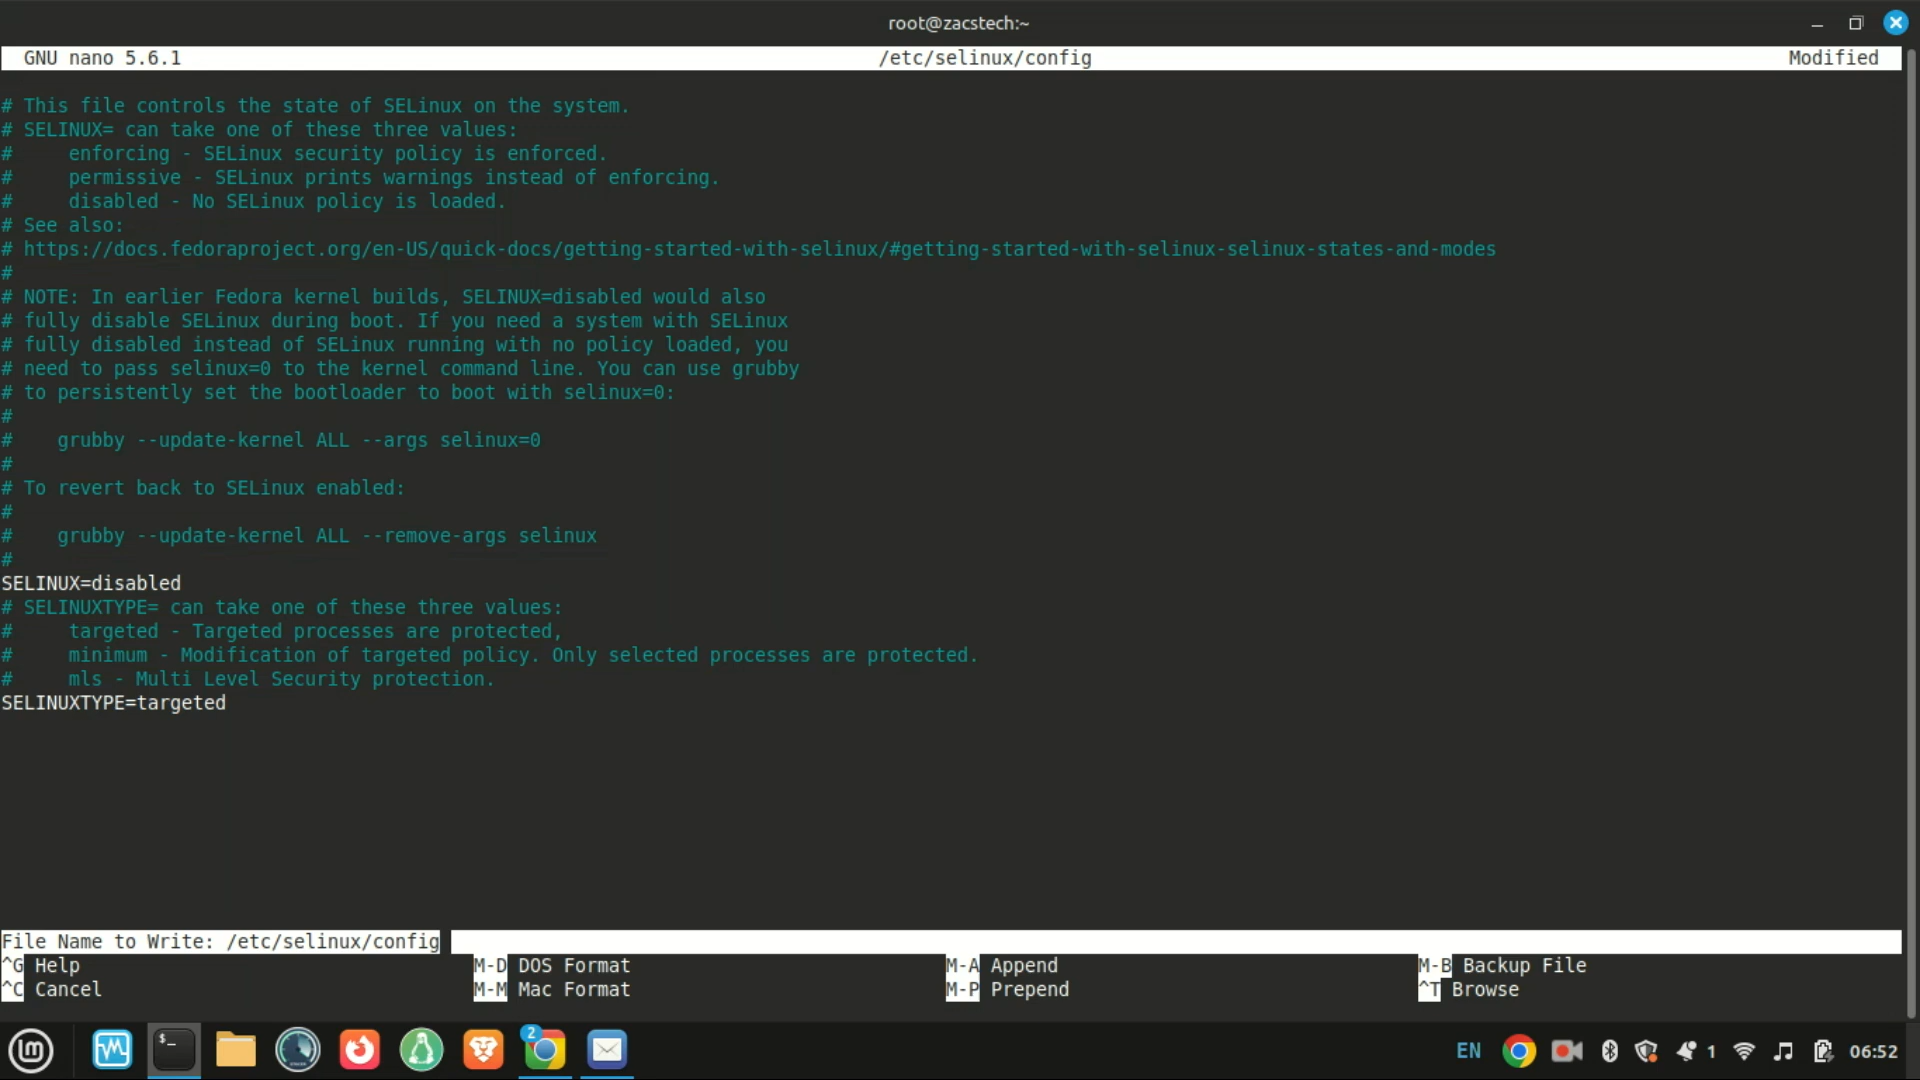 root@zacstech:~
GNU nano 5.6.1 /etc/selinux/config Modified
# This file controls the state of SELinux on the system.
# SELINUX= can take one of these three values:
#     enforcing - SELinux security policy is enforced.
#     permissive - SELinux prints warnings instead of enforcing.
#     disabled - No SELinux policy is loaded.
# See also:
# https://docs.fedoraproject.org/en-US/quick-docs/getting-started-with-selinux/#getting-started-with-selinux-selinux-states-and-modes
#
# NOTE: In earlier Fedora kernel builds, SELINUX=disabled would also
# fully disable SELinux during boot. If you need a system with SELinux
# fully disabled instead of SELinux running with no policy loaded, you
# need to pass selinux=0 to the kernel command line. You can use grubby
# to persistently set the bootloader to boot with selinux=0:
#
#    grubby --update-kernel ALL --args selinux=0
#
# To revert back to SELinux enabled:
#
#    grubby --update-kernel ALL --remove-args selinux
#
SELINUX=disabled
# SELINUXTYPE= can take one of these three values:
#     targeted - Targeted processes are protected,
#     minimum - Modification of targeted policy. Only selected processes are protected.
#     mls - Multi Level Security protection.
SELINUXTYPE=targeted
File Name to Write: /etc/selinux/config
^G Help M-D DOS Format M-A Append M-B Backup File
^C Cancel M-M Mac Format M-P Prepend ^T Browse
$_ 2 EN 1 06:52